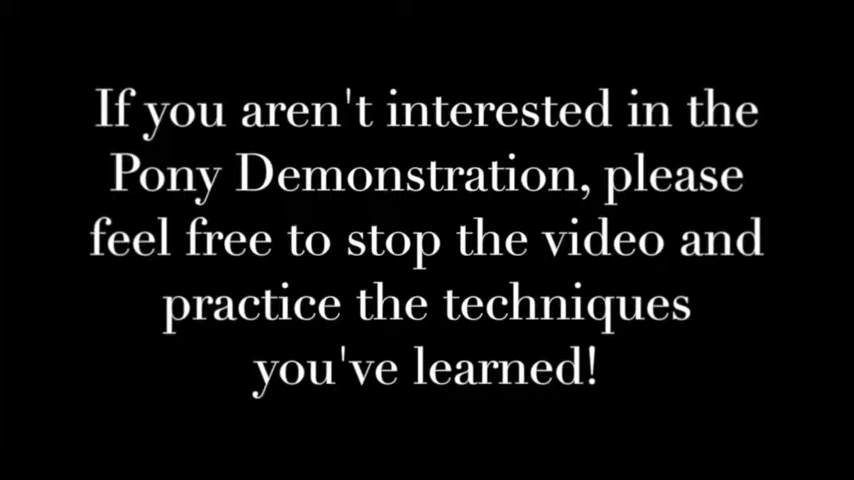 If you aren't interested in the
Pony Demonstration, please
feel free to stop the video and
practice the techniques
you've learned!